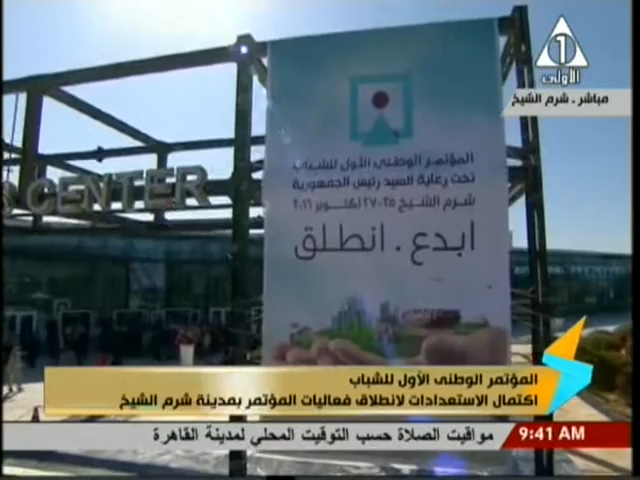 1
الأولى
مباشر . شرم الشيخ
CENTER
المؤتمر الوطني الأول للشباب
تحت رعاية السيد رئيس الجمهورية
شرم الشيخ ٢٥-٢٧ أكتوبر ٢٠١٦
ابدع . انطلق
المؤتمر الوطنى الأول للشباب
اكتمال الاستعدادات لانطلاق فعاليات المؤتمر بمدينة شرم الشيخ
مواقيت الصلاة حسب التوقيت المحلي لمدينة القاهرة
9:41 AM